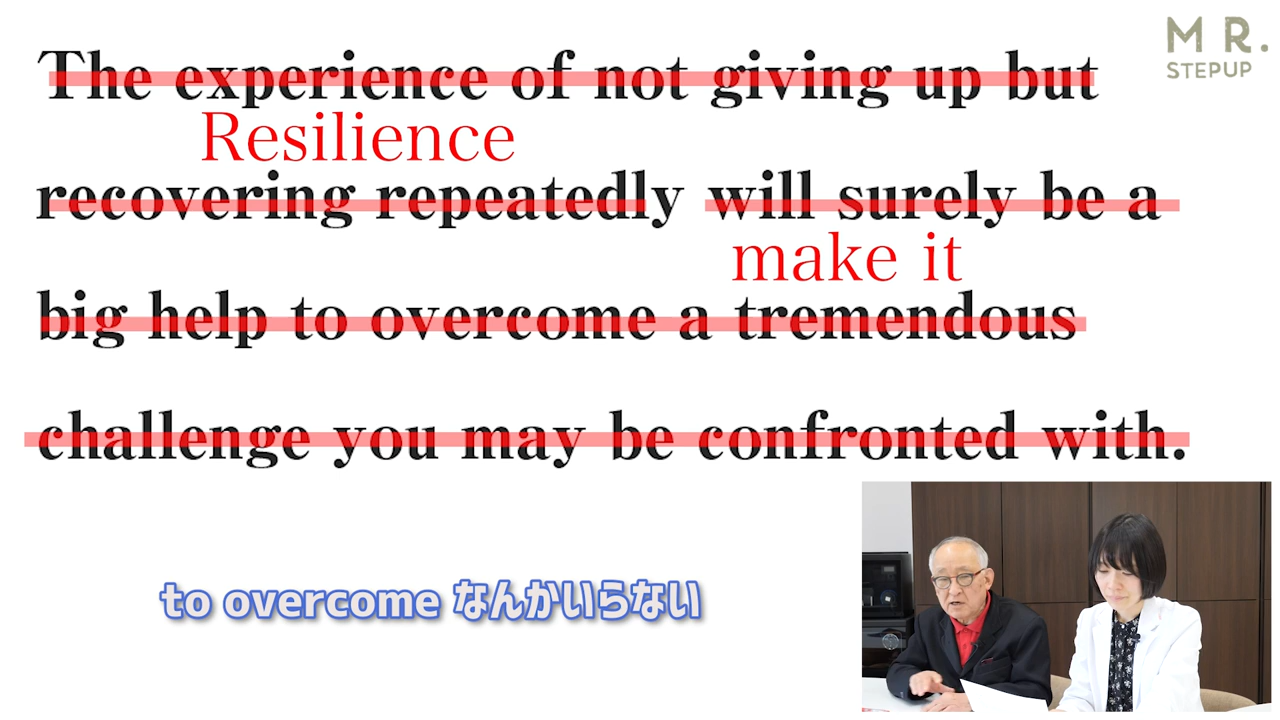 MR.
STEPUP
The experience of not giving up but
Resilience
recovering repeatedly will surely be a
make it
big help to overcome a tremendous
challenge you may be confronted with.
to overcome なんかいらない